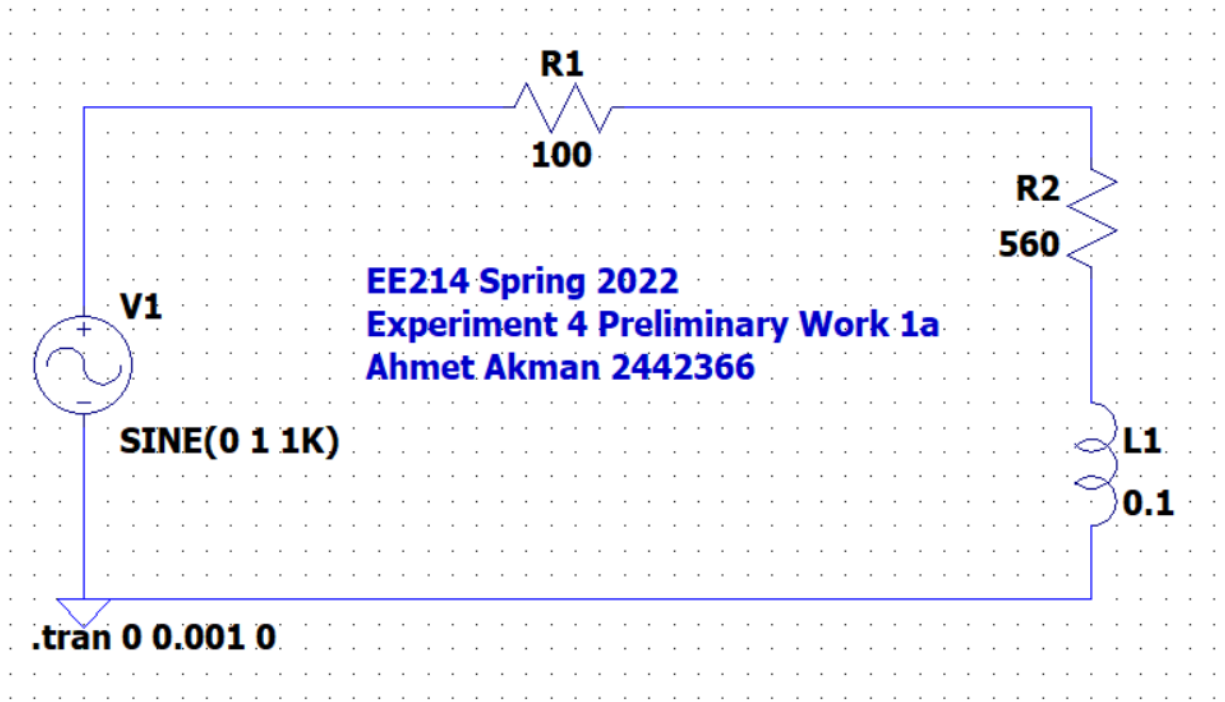 R1
100
R2
560
EE214 Spring 2022
Experiment 4 Preliminary Work 1a
Ahmet Akman 2442366
V1
SINE(0 1 1K)
L1
0.1
.tran 0 0.001 0